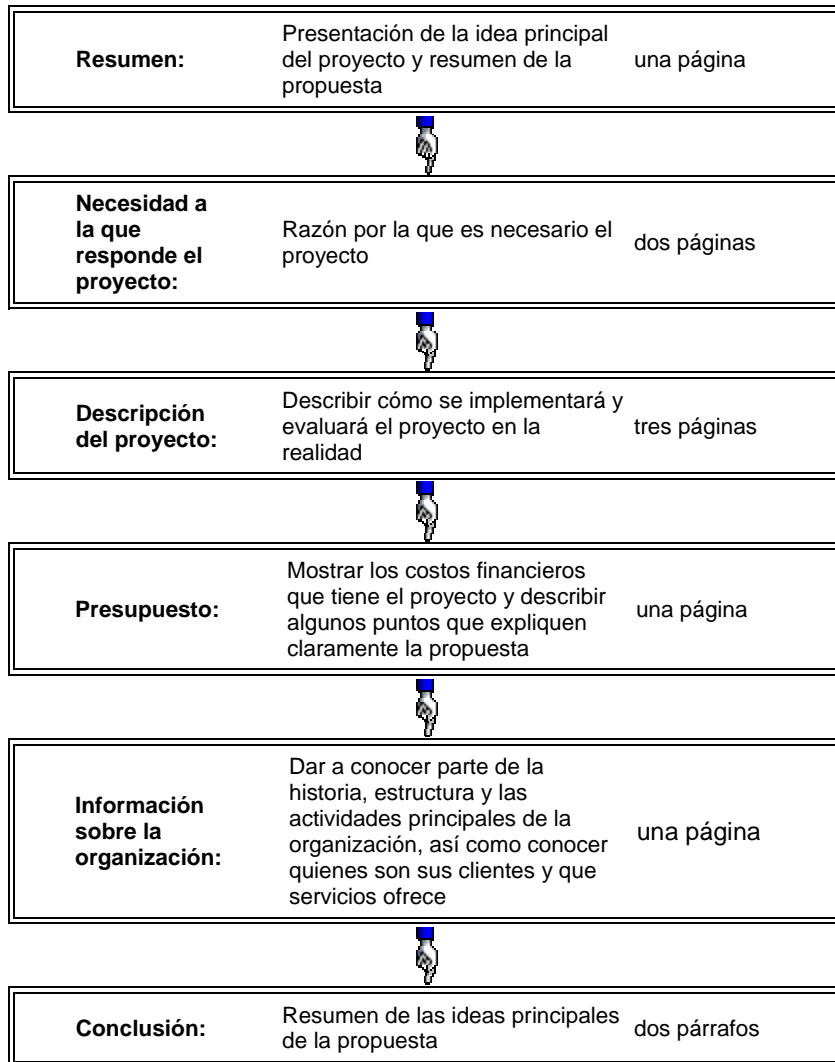 Resumen:
Presentación de la idea principal
del proyecto y resumen de la
propuesta
una página
Necesidad a
la que
responde el
proyecto:
Razón por la que es necesario el
proyecto
dos páginas
Descripción
del proyecto:
Describir cómo se implementará y
evaluará el proyecto en la
realidad
tres páginas
Presupuesto:
Mostrar los costos financieros
que tiene el proyecto y describir
algunos puntos que expliquen
claramente la propuesta
una página
Información
sobre la
organización:
Dar a conocer parte de la
historia, estructura y las
actividades principales de la
organización, así como conocer
quienes son sus clientes y que
servicios ofrece
una página
Conclusión:
Resumen de las ideas principales
de la propuesta
dos párrafos